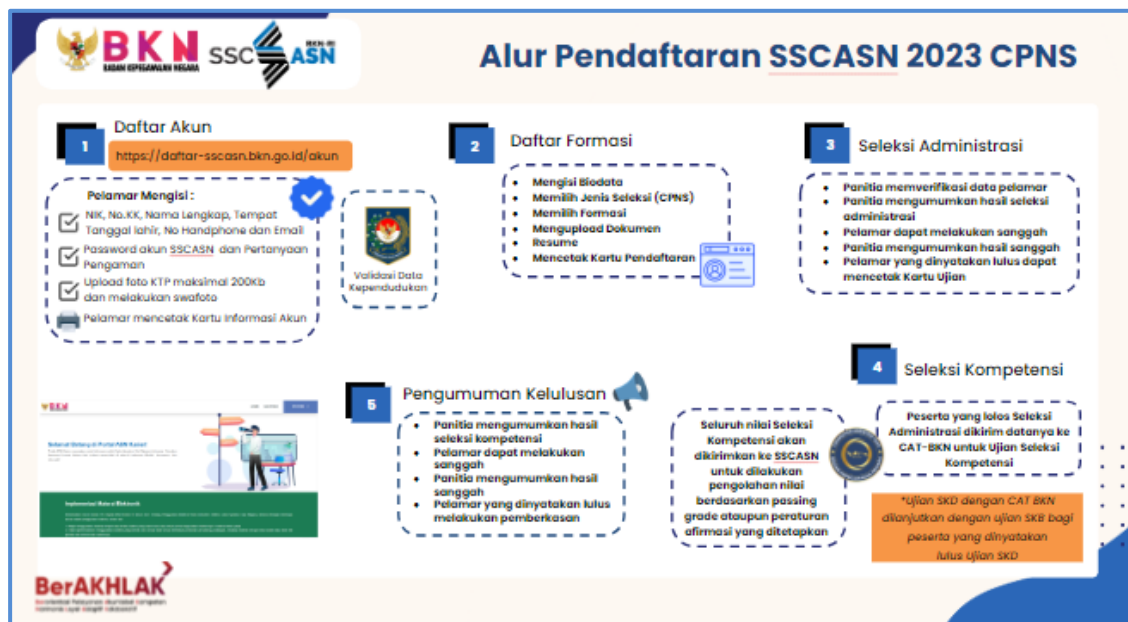 BKN
BADAN KEPEGAWAIAN NEGARA
SSC ASN
BKN-RI
Alur Pendaftaran SSCASN 2023 CPNS
1
Daftar Akun
https://daftar-sscasn.bkn.go.id/akun
Pelamar Mengisi :
NIK, No.KK, Nama Lengkap, Tempat
Tanggal lahir, No Handphone dan Email
Password akun SSCASN dan Pertanyaan
Pengaman
Upload foto KTP maksimal 200Kb
dan melakukan swafoto
Pelamar mencetak Kartu Informasi Akun
Validasi Data
Kependudukan
2
Daftar Formasi
Mengisi Biodata
Memilih Jenis Seleksi (CPNS)
Memilih Formasi
Mengupload Dokumen
Resume
Mencetak Kartu Pendaftaran
3
Seleksi Administrasi
Panitia memverifikasi data pelamar
Panitia mengumumkan hasil seleksi
administrasi
Pelamar dapat melakukan sanggah
Panitia mengumumkan hasil sanggah
Pelamar yang dinyatakan lulus dapat
mencetak Kartu Ujian
4
Seleksi Kompetensi
Peserta yang lolos Seleksi
Administrasi dikirim datanya ke
CAT-BKN untuk Ujian Seleksi
Kompetensi
*Ujian SKD dengan CAT BKN
dilanjutkan dengan ujian SKB bagi
peserta yang dinyatakan
lulus Ujian SKD
Seluruh nilai Seleksi
Kompetensi akan
dikirimkan ke SSCASN
untuk dilakukan
pengolahan nilai
berdasarkan passing
grade ataupun peraturan
afirmasi yang ditetapkan
5
Pengumuman Kelulusan
Panitia mengumumkan hasil
seleksi kompetensi
Pelamar dapat melakukan
sanggah
Panitia mengumumkan hasil
sanggah
Pelamar yang dinyatakan lulus
melakukan pemberkasan
BKN
BerAKHLAK